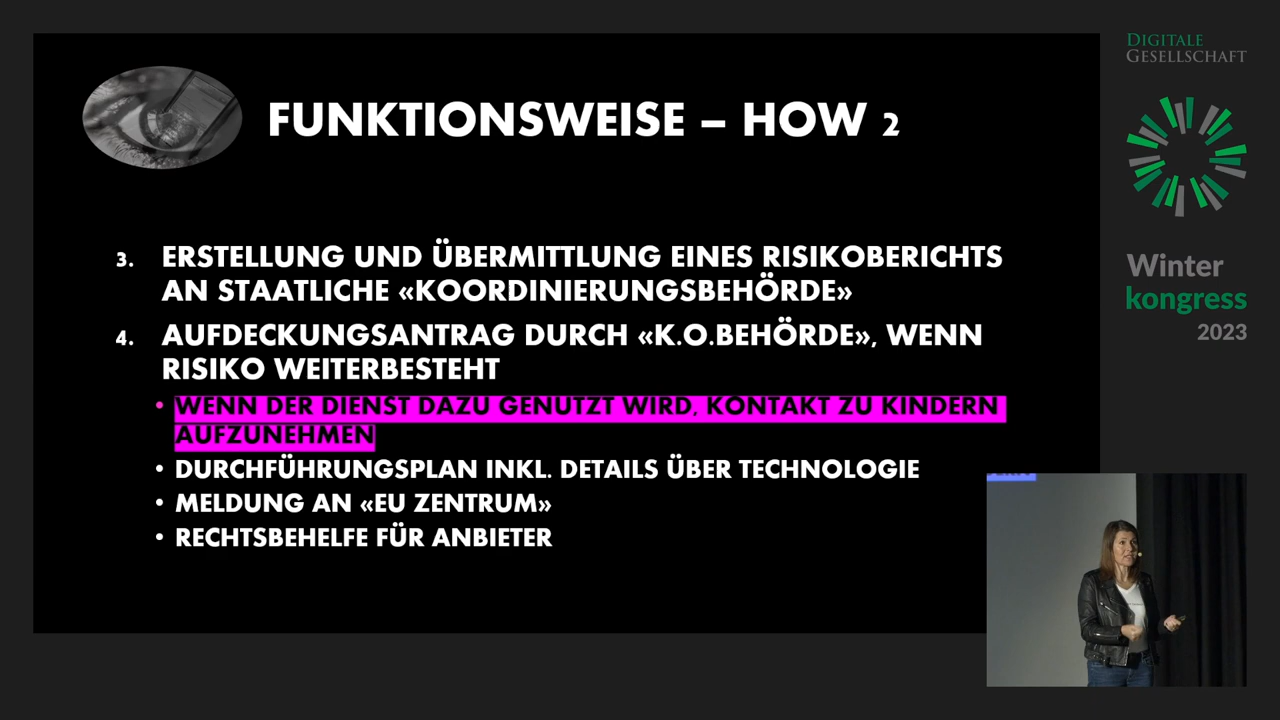 FUNKTIONSWEISE – HOW 2
3. ERSTELLUNG UND ÜBERMITTLUNG EINES RISIKOBERICHTS
AN STAATLICHE «KOORDINIERUNGSBEHÖRDE»
4. AUFDECKUNGSANTRAG DURCH «K.O.BEHÖRDE», WENN
RISIKO WEITERBESTEHT
• WENN DER DIENST DAZU GENUTZT WIRD, KONTAKT ZU KINDERN
AUFZUNEHMEN
• DURCHFÜHRUNGSPLAN INKL. DETAILS ÜBER TECHNOLOGIE
• MELDUNG AN «EU ZENTRUM»
• RECHTSBEHELFE FÜR ANBIETER
DIGITALE
GESELLSCHAFT
Winter
kongress
2023